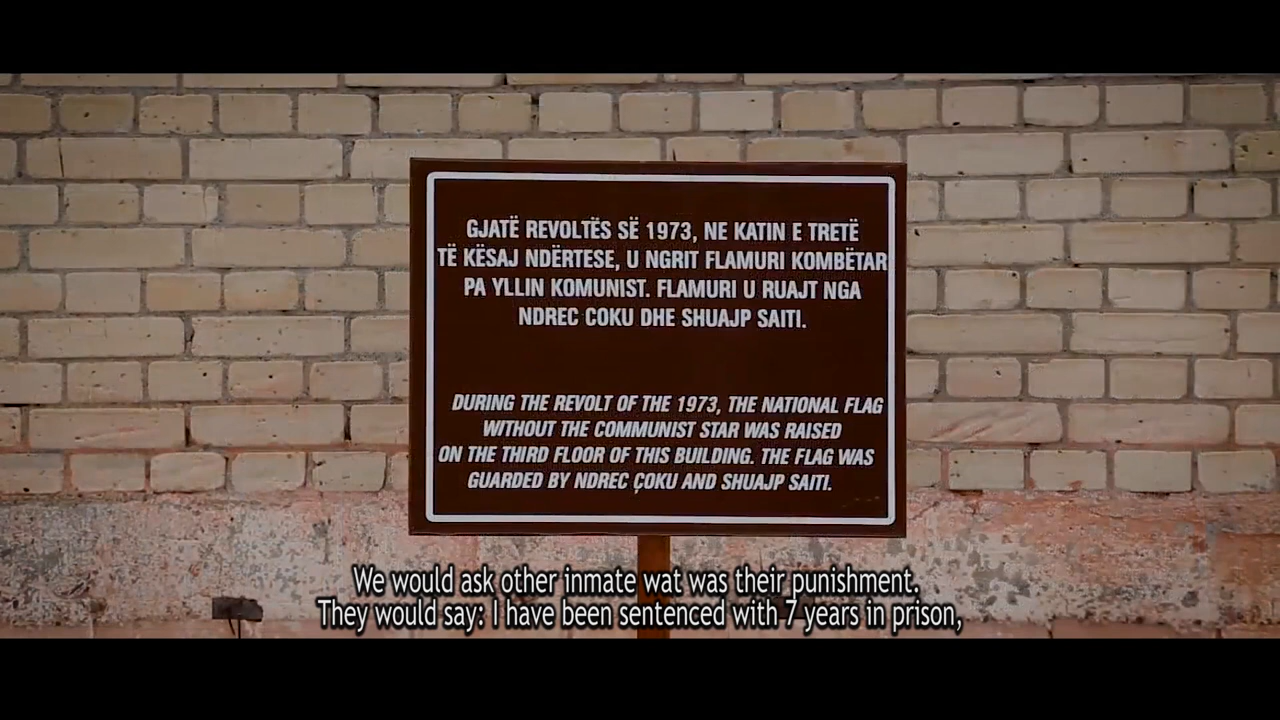 GJATË REVOLTËS SË 1973, NE KATIN E TRETË
TË KËSAJ NDËRTESE, U NGRIT FLAMURI KOMBËTAR
PA YLLIN KOMUNIST. FLAMURI U RUAJT NGA
NDREC COKU DHE SHUAJP SAITI.
DURING THE REVOLT OF THE 1973, THE NATIONAL FLAG
WITHOUT THE COMMUNIST STAR WAS RAISED
ON THE THIRD FLOOR OF THIS BUILDING. THE FLAG WAS
GUARDED BY NDREC ÇOKU AND SHUAJP SAITI.
We would ask other inmate wat was their punishment.
They would say: I have been sentenced with 7 years in prison,